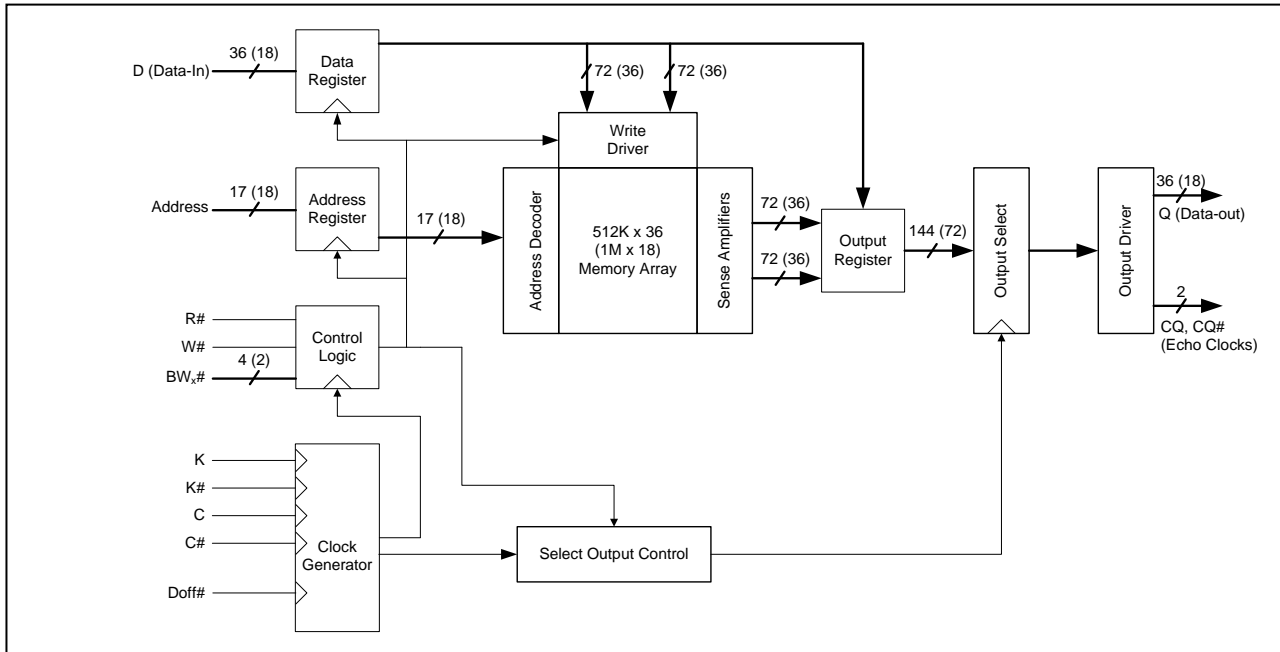 36 (18)
D (Data-In)
Data
Register
72 (36)
72 (36)
Write
Driver
17 (18)
Address
Address
Register
17 (18)
Address Decoder
512K x 36
(1M x 18)
Memory Array
Sense Amplifiers
72 (36)
72 (36)
Output
Register
144 (72)
Output Select
Output Driver
36 (18)
Q (Data-out)
2
CQ, CQ#
(Echo Clocks)
R#
W#
4 (2)
BWx#
Control
Logic
K
K#
C
C#
Doff#
Clock
Generator
Select Output Control